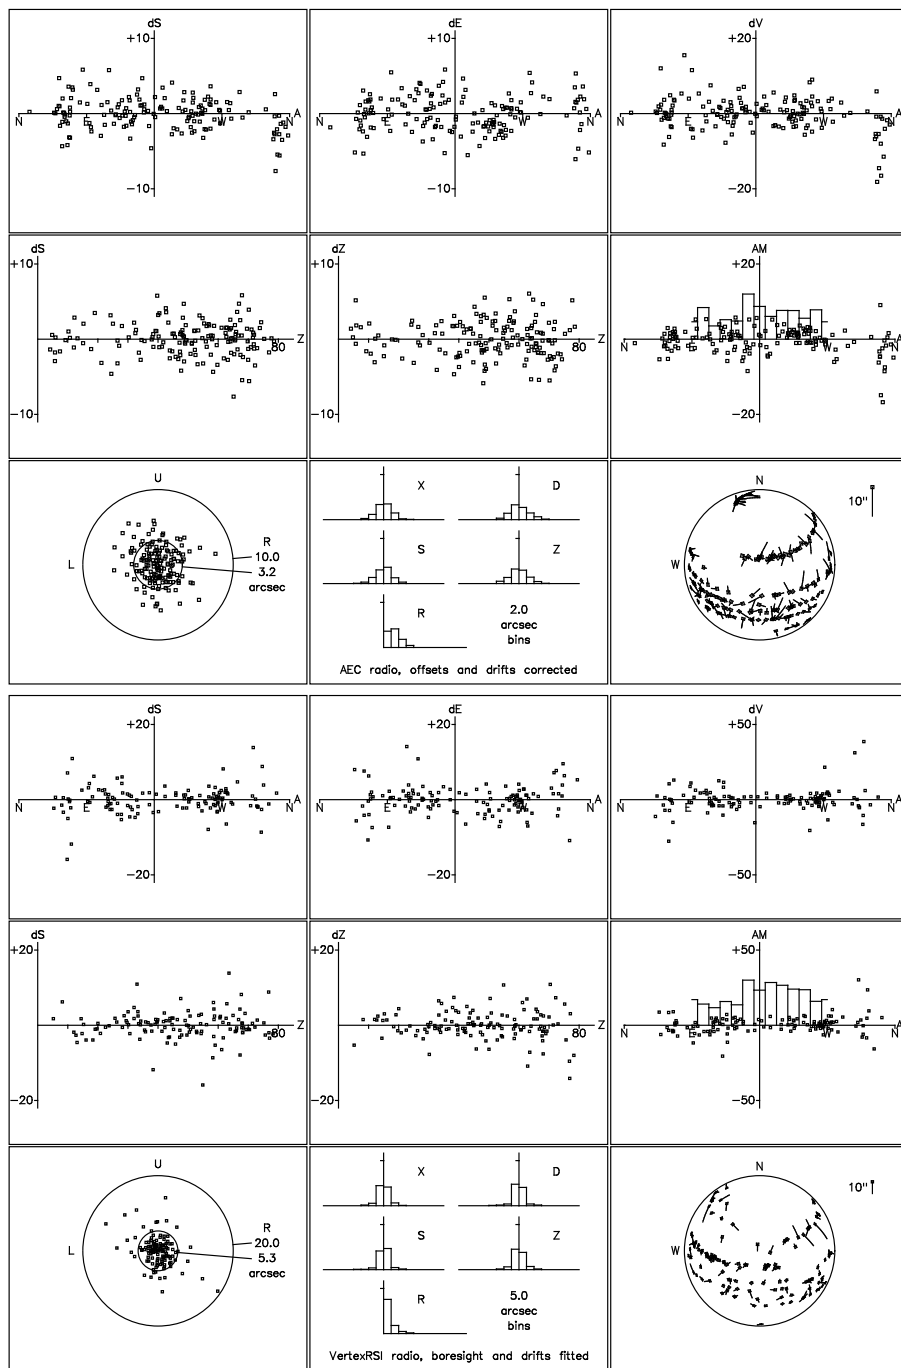 dS dE dV
+10 +10 +20
N E W N A N E W N A N E W N A
−10 −10 −20
dS dZ AM
+10 +10 +20
80 Z 80 Z N E W N A
−10 −10 −20
U X D N
10"
L R 10.0 3.2 arcsec S Z W
R 2.0 arcsec bins
AEC radio, offsets and drifts corrected
dS dE dV
+20 +20 +50
N E W N A N E W N A N E W N A
−20 −20 −50
dS dZ AM
+20 +20 +50
80 Z 80 Z N E W N A
−20 −20 −50
U X D N
10"
L R 20.0 5.3 arcsec S Z W
R 5.0 arcsec bins
VertexRSI radio, boresight and drifts fitted